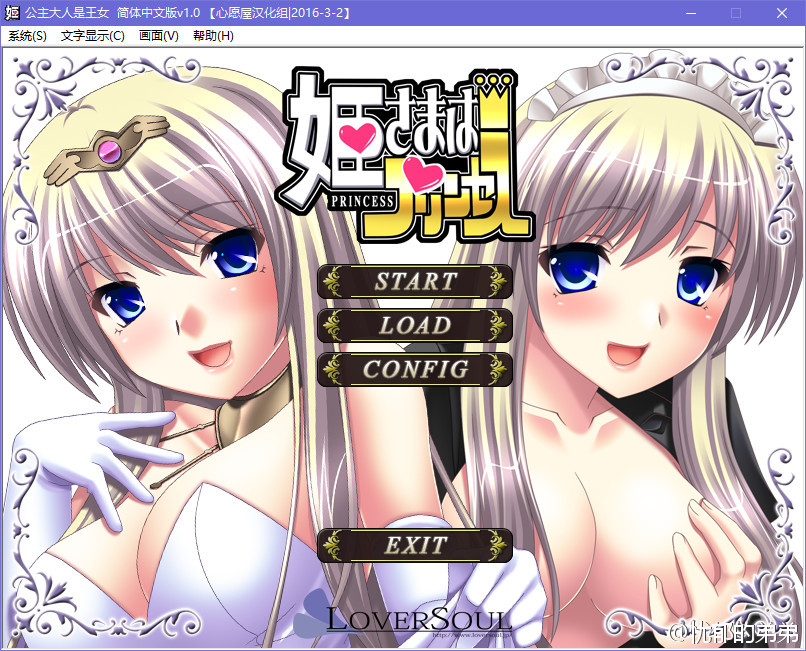 公主大人是王女 简体中文版v1.0 【心愿屋汉化组|2016-3-2】
系统(S) 文字显示(C) 画面(V) 帮助(H)
姫さまは
PRINCESS
プリンセス
START
LOAD
CONFIG
EXIT
LOVERSOUL
http://www.loversoul.jp/
@忧郁的弟弟